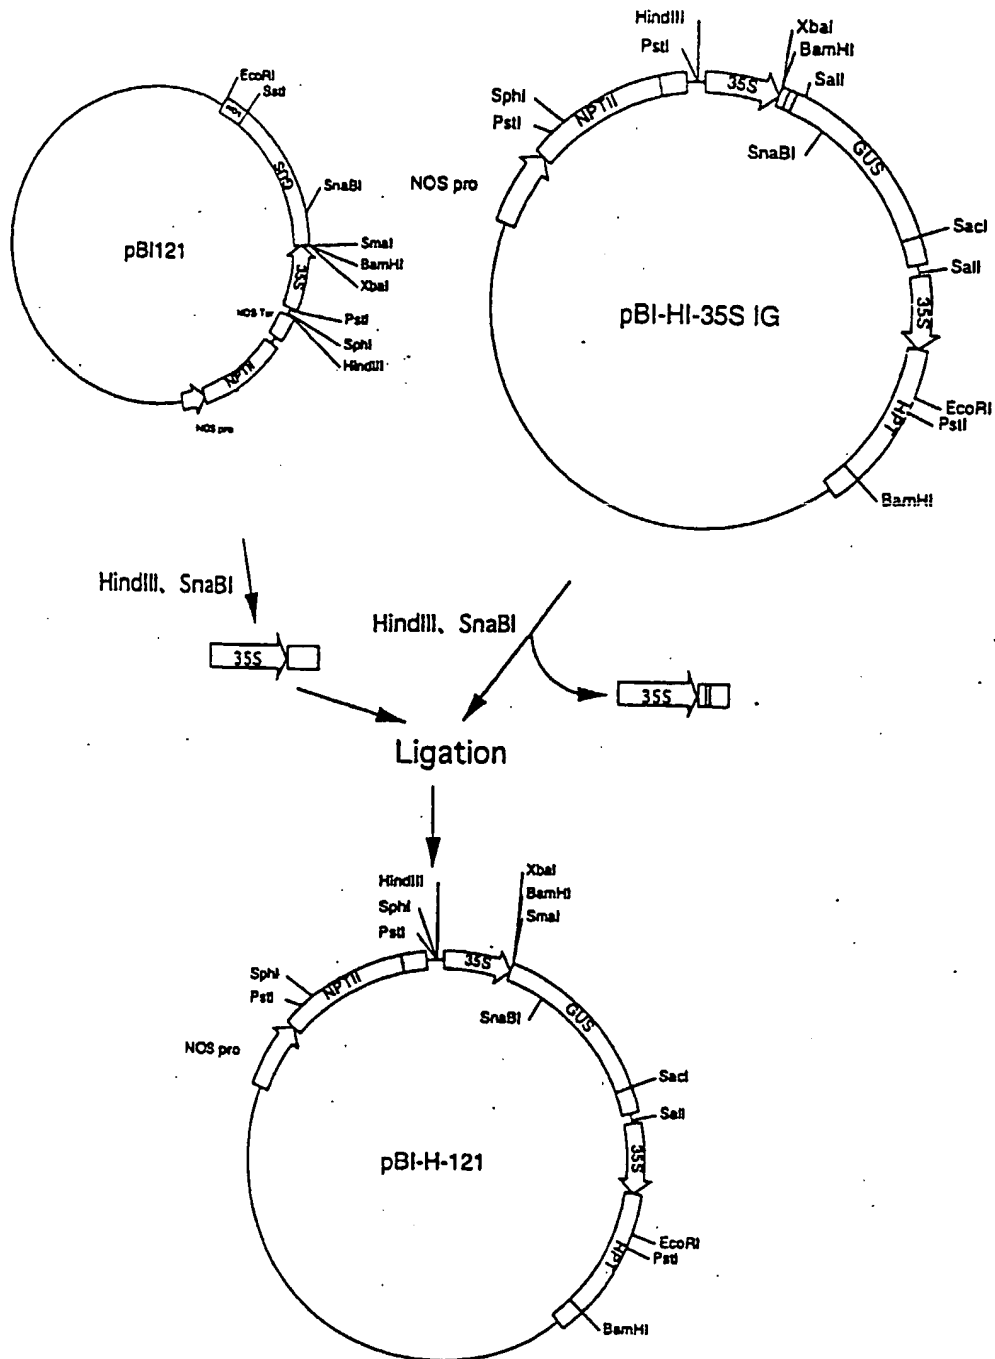 EcoRI
SstI
NOS
GUS
SnaBI
pBI121
SmaI
BamHI
XbaI
35S
NOS Ter
PstI
SphI
HindIII
NPTII
NOS pro
HindIII
PstI
XbaI
BamHI
SalI
35S
SphI
PstI
NPTII
SnaBI
GUS
NOS pro
SacI
SalI
pBI-HI-35S IG
35S
EcoRI
PstI
HPT
BamHI
HindIII、SnaBI
35S
HindIII、SnaBI
35S
Ligation
HindIII
SphI
PstI
XbaI
BamHI
SmaI
35S
SphI
PstI
NPTII
SnaBI
GUS
NOS pro
SacI
SalI
pBI-H-121
35S
EcoRI
PstI
HPT
BamHI